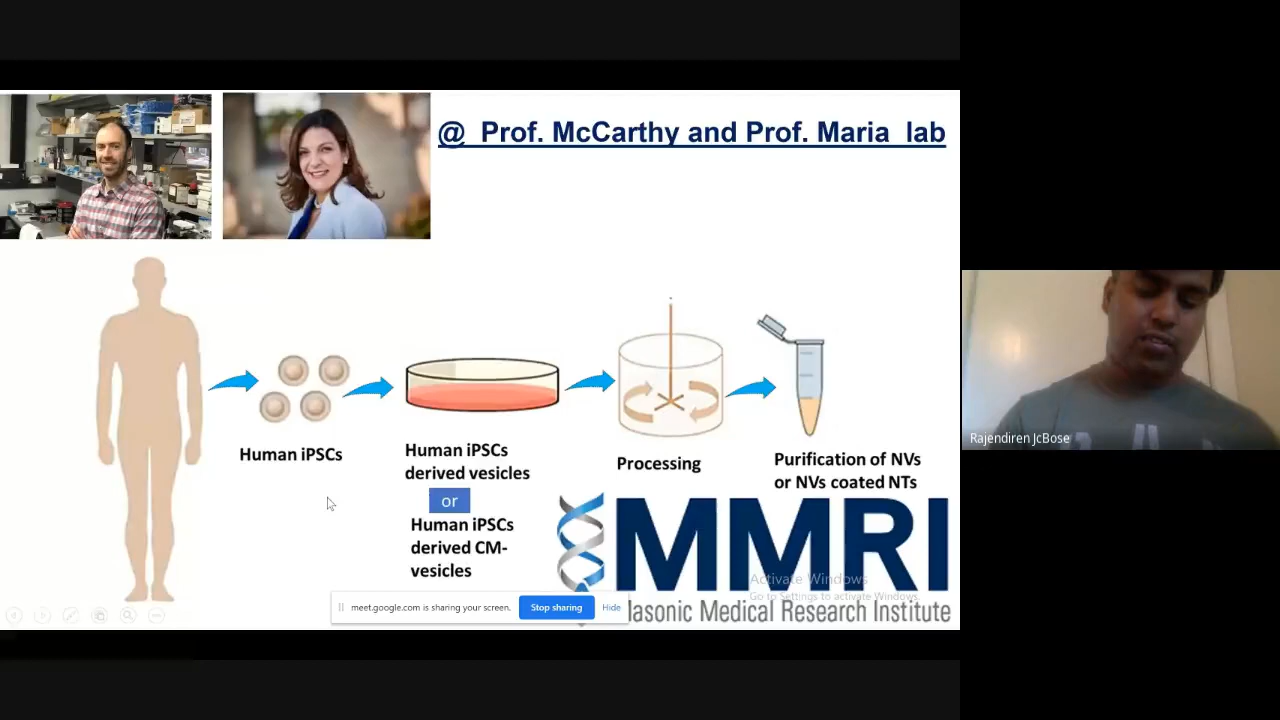 @ Prof. McCarthy and Prof. Maria lab
Human iPSCs
Human iPSCs
derived vesicles
or
Human iPSCs
derived CM-
vesicles
Processing
Purification of NVs
or NVs coated NTs
MMRI
asonic Medical Research Institute
Activate Windows
Go to Settings to activate Windows.
meet.google.com is sharing your screen.
Stop sharing
Hide
Rajendiren JcBose